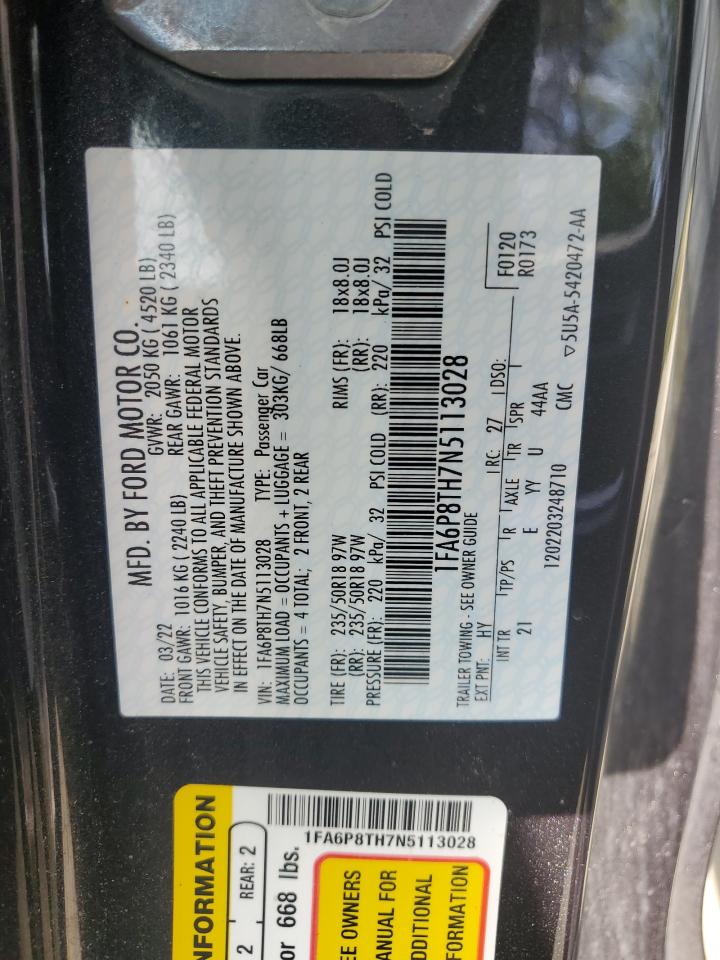 MFD. BY FORD MOTOR CO.
DATE: 03/22 GVWR: 2050 KG ( 4520 LB)
FRONT GAWR: 1016 KG ( 2240 LB) REAR GAWR: 1061 KG ( 2340 LB)
THIS VEHICLE CONFORMS TO ALL APPLICABLE FEDERAL MOTOR
VEHICLE SAFETY, BUMPER, AND THEFT PREVENTION STANDARDS
IN EFFECT ON THE DATE OF MANUFACTURE SHOWN ABOVE.
VIN: 1FA6P8TH7N5113028 TYPE: Passenger Car
MAXIMUM LOAD = OCCUPANTS + LUGGAGE = 303KG/ 668LB
OCCUPANTS = 4 TOTAL; 2 FRONT, 2 REAR
TIRE (FR): 235/50R18 97W RIMS (FR): 18x8.0J
(RR): 235/50R18 97W (RR): 18x8.0J
PRESSURE (FR): 220 kPa/ 32 PSI COLD (RR): 220 kPa/ 32 PSI COLD
1FA6P8TH7N5113028
TRAILER TOWING - SEE OWNER GUIDE
EXT PNT: HY RC: 27 DSO: F0120
R0173
INT TR TP/PS R AXLE TR SPR
21 E YY U 44AA
1202203248710 CMC
▽5U5A-5420472-AA
NFORMATION
2 REAR: 2
or 668 lbs.
1FA6P8TH7N5113028
EE OWNERS
ANUAL FOR
DDITIONAL
FORMATION